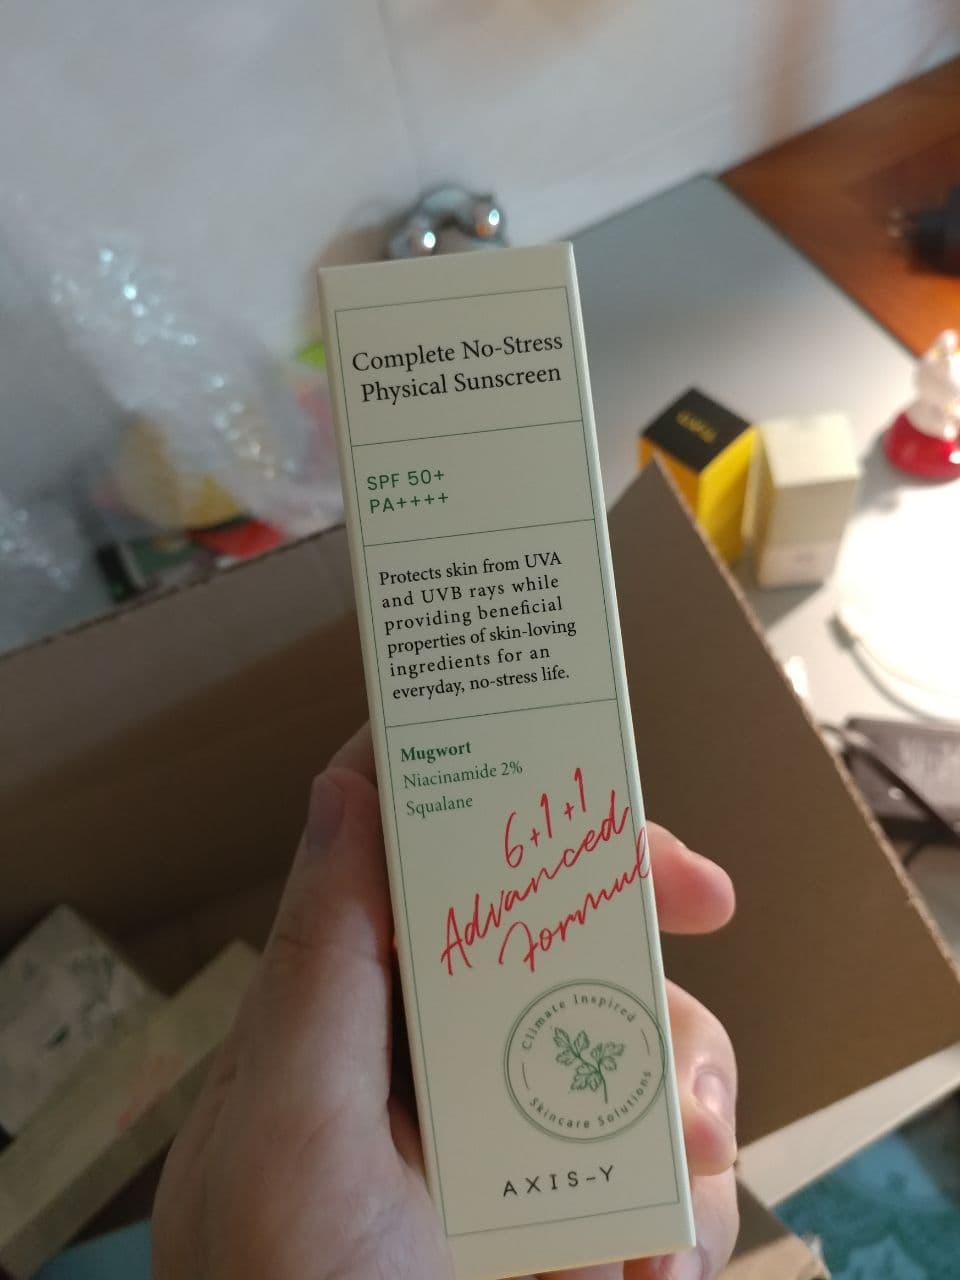 Complete No-Stress
Physical Sunscreen
SPF 50+
PA++++
Protects skin from UVA
and UVB rays while
providing beneficial
properties of skin-loving
ingredients for an
everyday, no-stress life.
Mugwort
Niacinamide 2%
Squalane
6+1+1
Advanced
Formul
Climate Inspired
Skincare Solutions
AXIS-Y